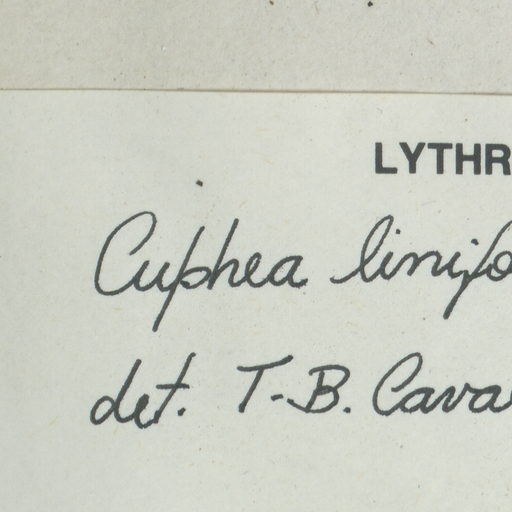 LYTHR
Cuphea linifo
det. T.B. Cava